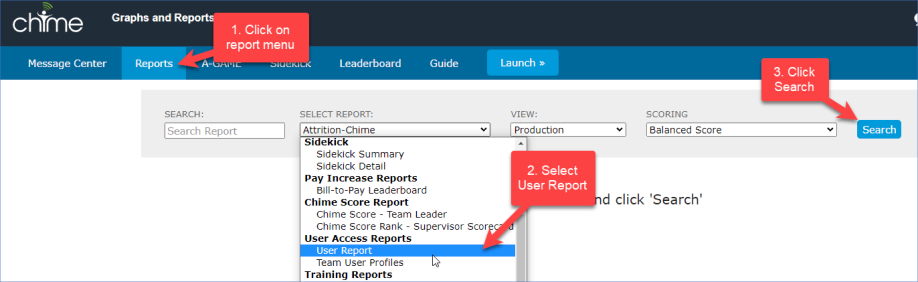 chime
Graphs and Reports
1. Click on
report menu
Message Center
Reports
A-GAME
Sidekick
Leaderboard
Guide
Launch »
3. Click
Search
SEARCH:
SELECT REPORT:
VIEW:
SCORING
Search Report
Attrition-Chime
Production
Balanced Score
Search
Sidekick
Sidekick Summary
Sidekick Detail
Pay Increase Reports
Bill-to-Pay Leaderboard
Chime Score Report
Chime Score - Team Leader
Chime Score Rank - Supervisor Scorecard
User Access Reports
User Report
Team User Profiles
Training Reports
2. Select
User Report
nd click 'Search'